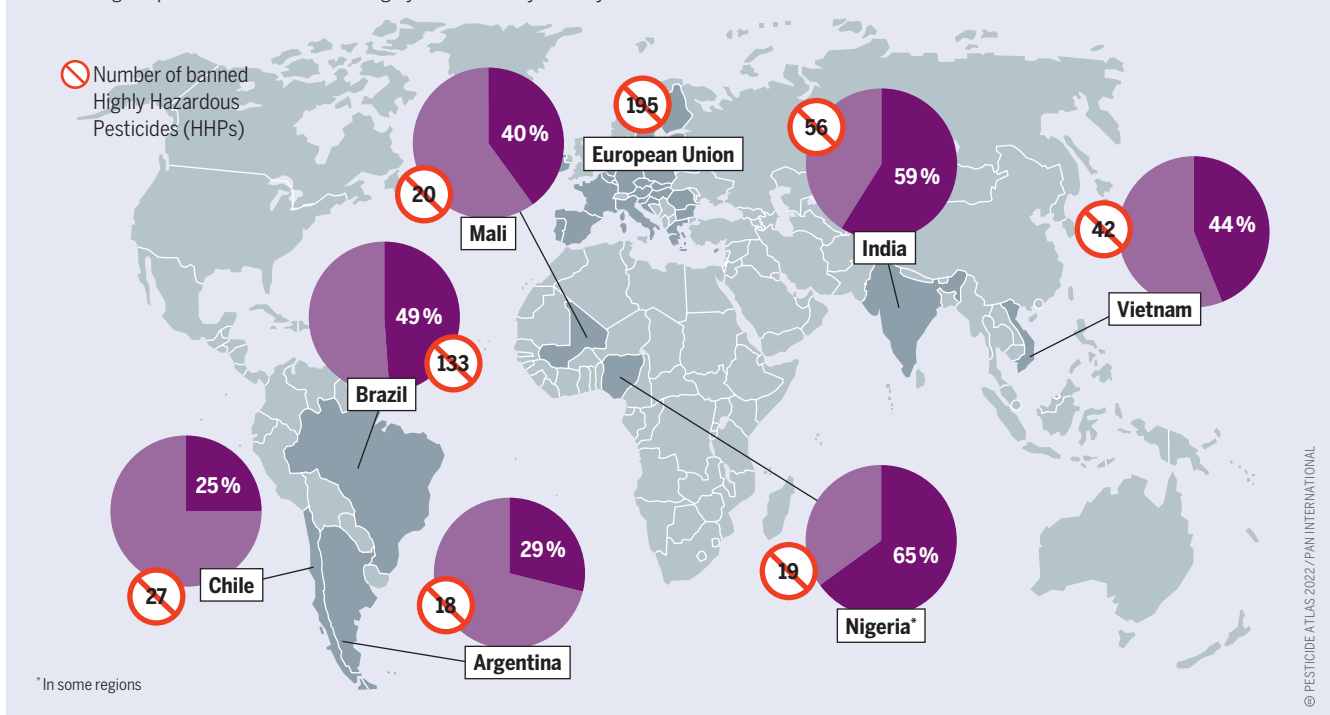 Number of banned
Highly Hazardous
Pesticides (HHPs)
40 %
20
Mali
195
European Union
56
59 %
India
42
44 %
Vietnam
49 %
133
Brazil
25 %
27
Chile
29 %
18
Argentina
65 %
19
Nigeria*
* In some regions
PESTICIDE ATLAS 2022 / PAN INTERNATIONAL